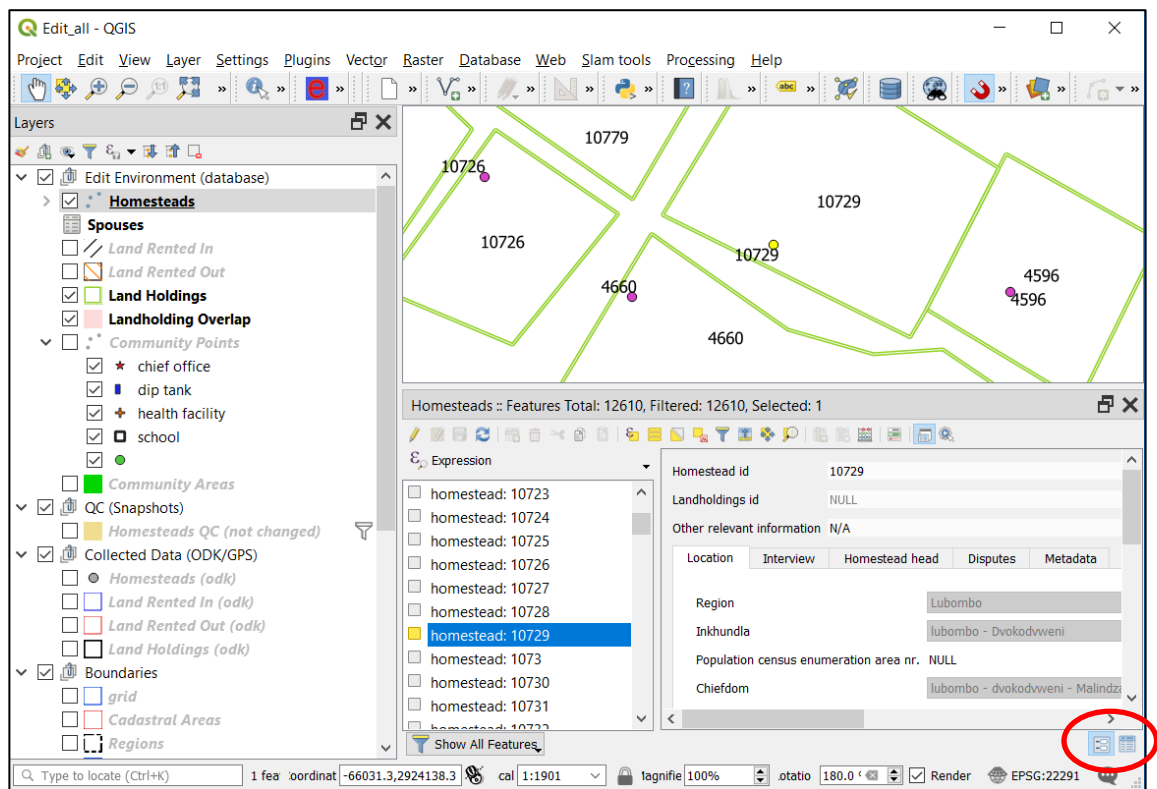 Edit_all - QGIS
Project Edit View Layer Settings Plugins Vector Raster Database Web Slam tools Processing Help
Layers
Edit Environment (database)
Homesteads
Spouses
Land Rented In
Land Rented Out
Land Holdings
Landholding Overlap
Community Points
chief office
dip tank
health facility
school
Community Areas
QC (Snapshots)
Homesteads QC (not changed)
Collected Data (ODK/GPS)
Homesteads (odk)
Land Rented In (odk)
Land Rented Out (odk)
Land Holdings (odk)
Boundaries
grid
Cadastral Areas
Regions
10779
10726
10729
10726
10729
4660
4596
4596
4660
Homesteads :: Features Total: 12610, Filtered: 12610, Selected: 1
Expression
homestead: 10723
homestead: 10724
homestead: 10725
homestead: 10726
homestead: 10727
homestead: 10728
homestead: 10729
homestead: 1073
homestead: 10730
homestead: 10731
homestead: 10732
Show All Features
Homestead id 10729
Landholdings id NULL
Other relevant information N/A
Location Interview Homestead head Disputes Metadata
Region Lubombo
Inkhundla lubombo - Dvokodvweni
Population census enumeration area nr. NULL
Chiefdom lubombo - dvokodvweni - Malindza
Type to locate (Ctrl+K) 1 fea :oordinat -66031.3,2924138.3 cal 1:1901 lagnifie 100% .otatio 180.0 ° Render EPSG:22291